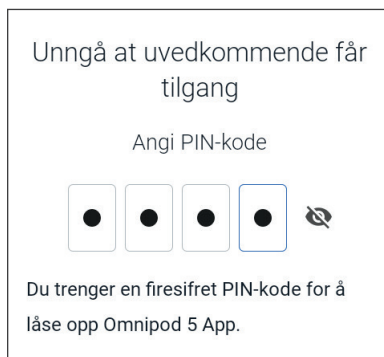 Unngå at uvedkommende får
tilgang
Angi PIN-kode
Du trenger en firesifret PIN-kode for å
låse opp Omnipod 5 App.